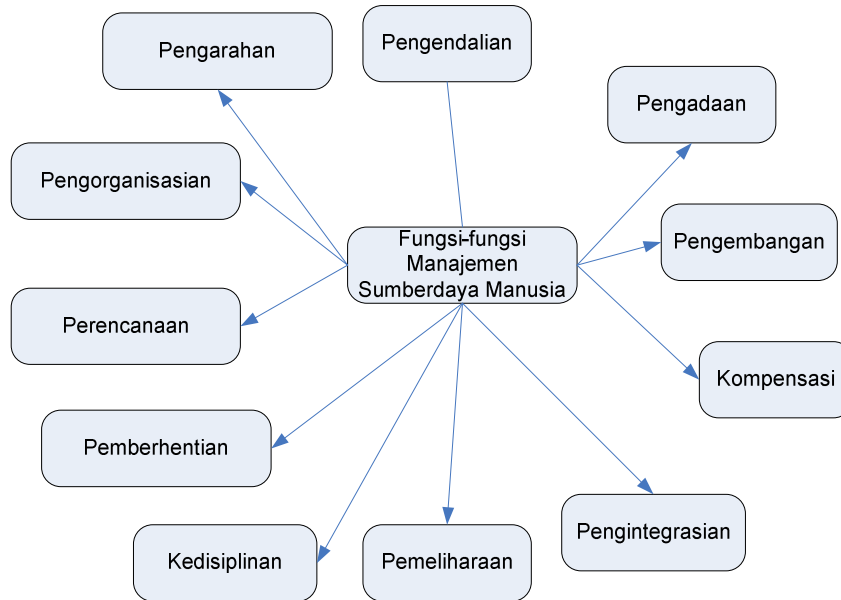 Pengarahan
Pengendalian
Pengadaan
Pengorganisasian
Pengembangan
Fungsi-fungsi
Manajemen
Sumberdaya Manusia
Perencanaan
Kompensasi
Pemberhentian
Pengintegrasian
Kedisiplinan
Pemeliharaan